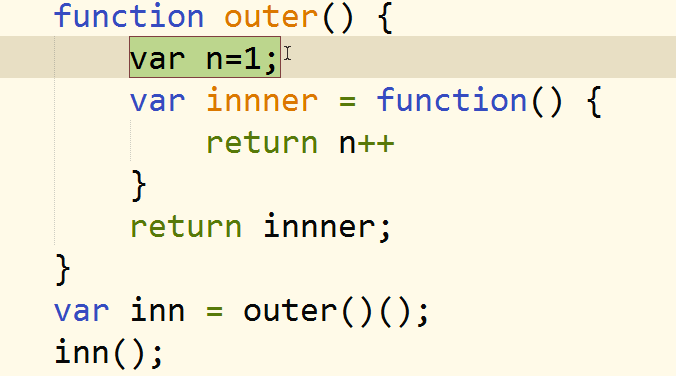 function outer() {
var n=1;
var innner = function() {
return n++
}
return innner;
}
var inn = outer()();
inn();